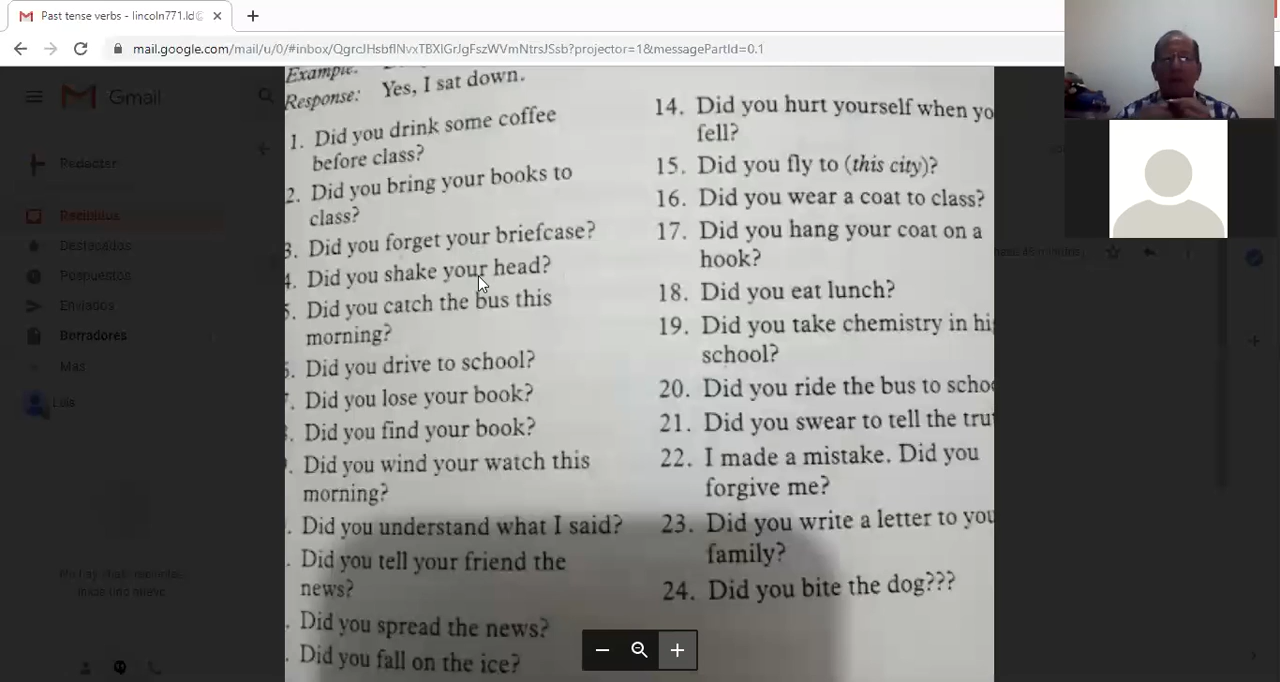 Past tense verbs - lincoln771.ld@
mail.google.com/mail/u/0/#inbox/QgrcJHsbflNvxTBXlGrJgFszWVmNtrsJSsb?projector=1&messagePartId=0.1
Gmail
Redactar
Recibidos
Destacados
Pospuestos
Enviados
Borradores
Más
Luis
Example:
Response: Yes, I sat down.
1. Did you drink some coffee
before class?
2. Did you bring your books to
class?
3. Did you forget your briefcase?
4. Did you shake your head?
5. Did you catch the bus this
morning?
6. Did you drive to school?
7. Did you lose your book?
. Did you find your book?
. Did you wind your watch this
morning?
. Did you understand what I said?
. Did you tell your friend the
news?
. Did you spread the news?
. Did you fall on the ice?
14. Did you hurt yourself when yo
fell?
15. Did you fly to (this city)?
16. Did you wear a coat to class?
17. Did you hang your coat on a
hook?
18. Did you eat lunch?
19. Did you take chemistry in hi
school?
20. Did you ride the bus to scho
21. Did you swear to tell the tru
22. I made a mistake. Did you
forgive me?
23. Did you write a letter to you
family?
24. Did you bite the dog???